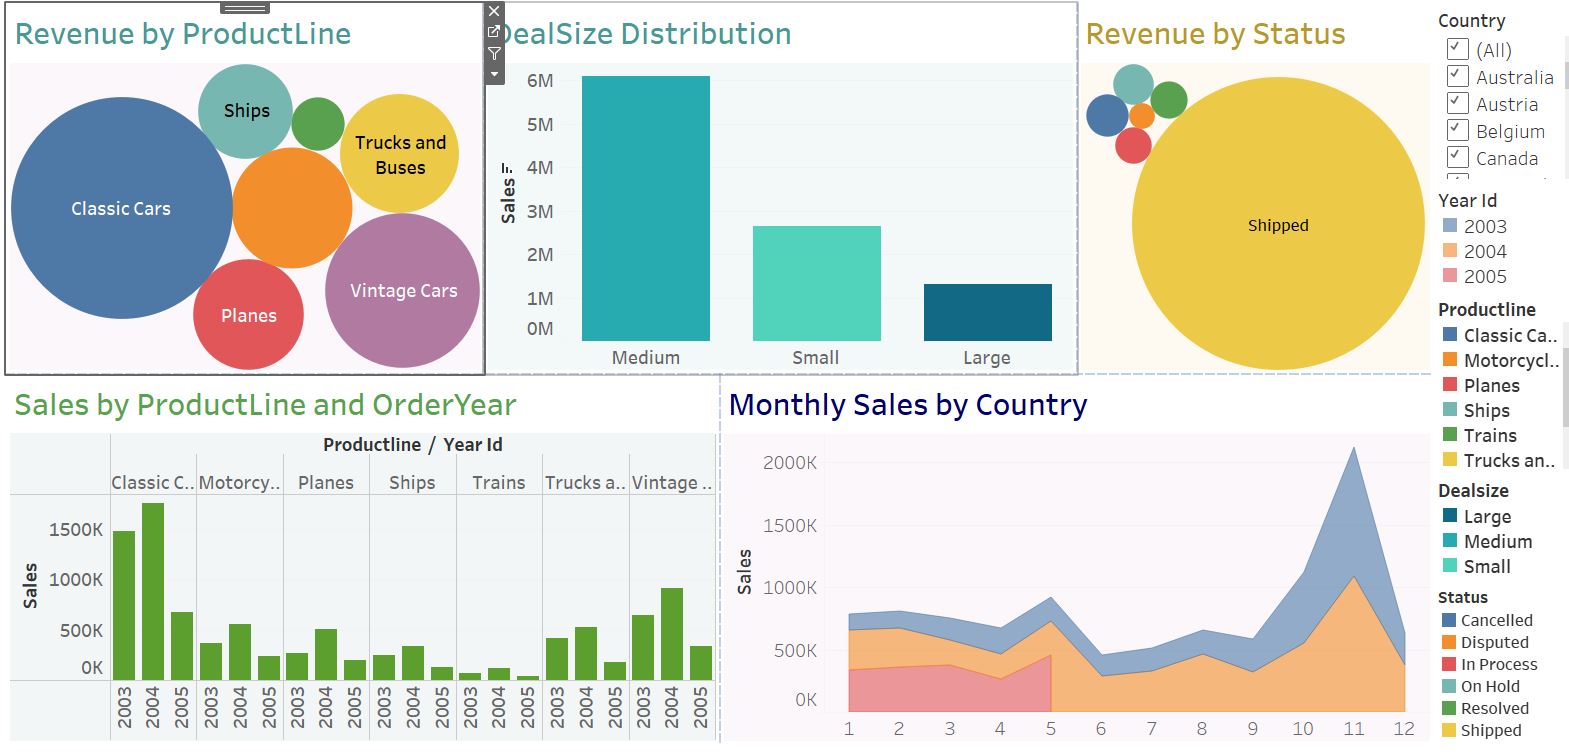 Revenue by ProductLine
Classic Cars
Ships
Trucks and
Buses
Planes
Vintage Cars
DealSize Distribution
Sales
6M
5M
4M
3M
2M
1M
0M
Medium
Small
Large
Revenue by Status
Shipped
Country
(All)
Australia
Austria
Belgium
Canada
Year Id
2003
2004
2005
Productline
Classic Ca..
Motorcycl..
Planes
Ships
Trains
Trucks an..
Dealsize
Large
Medium
Small
Status
Cancelled
Disputed
In Process
On Hold
Resolved
Shipped
Sales by ProductLine and OrderYear
Productline / Year Id
Classic C.. Motorcy.. Planes Ships Trains Trucks a.. Vintage ..
Sales
1500K
1000K
500K
0K
2003 2004 2005 2003 2004 2005 2003 2004 2005 2003 2004 2005 2003 2004 2005 2003 2004 2005 2003 2004 2005
Monthly Sales by Country
Sales
2000K
1500K
1000K
500K
0K
1 2 3 4 5 6 7 8 9 10 11 12